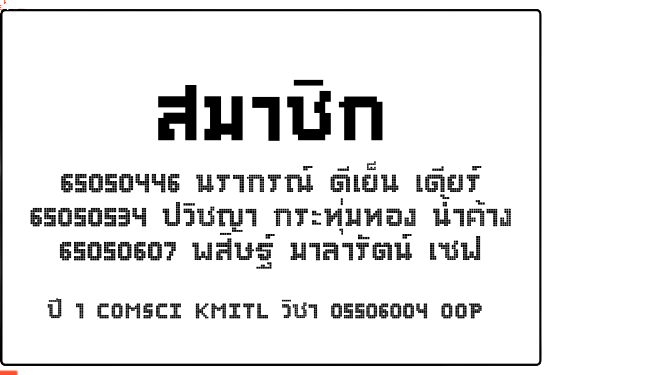 สมาชิก
65050446 นรากรณ์ ดีเย็น เดียร์
65050534 ปวิชญา กระทุ่มทอง น้ำค้าง
65050607 พสิษฐ์ มาลารัตน์ เซฟ
ปี 1 COMSCI KMITL วิชา 05506004 OOP